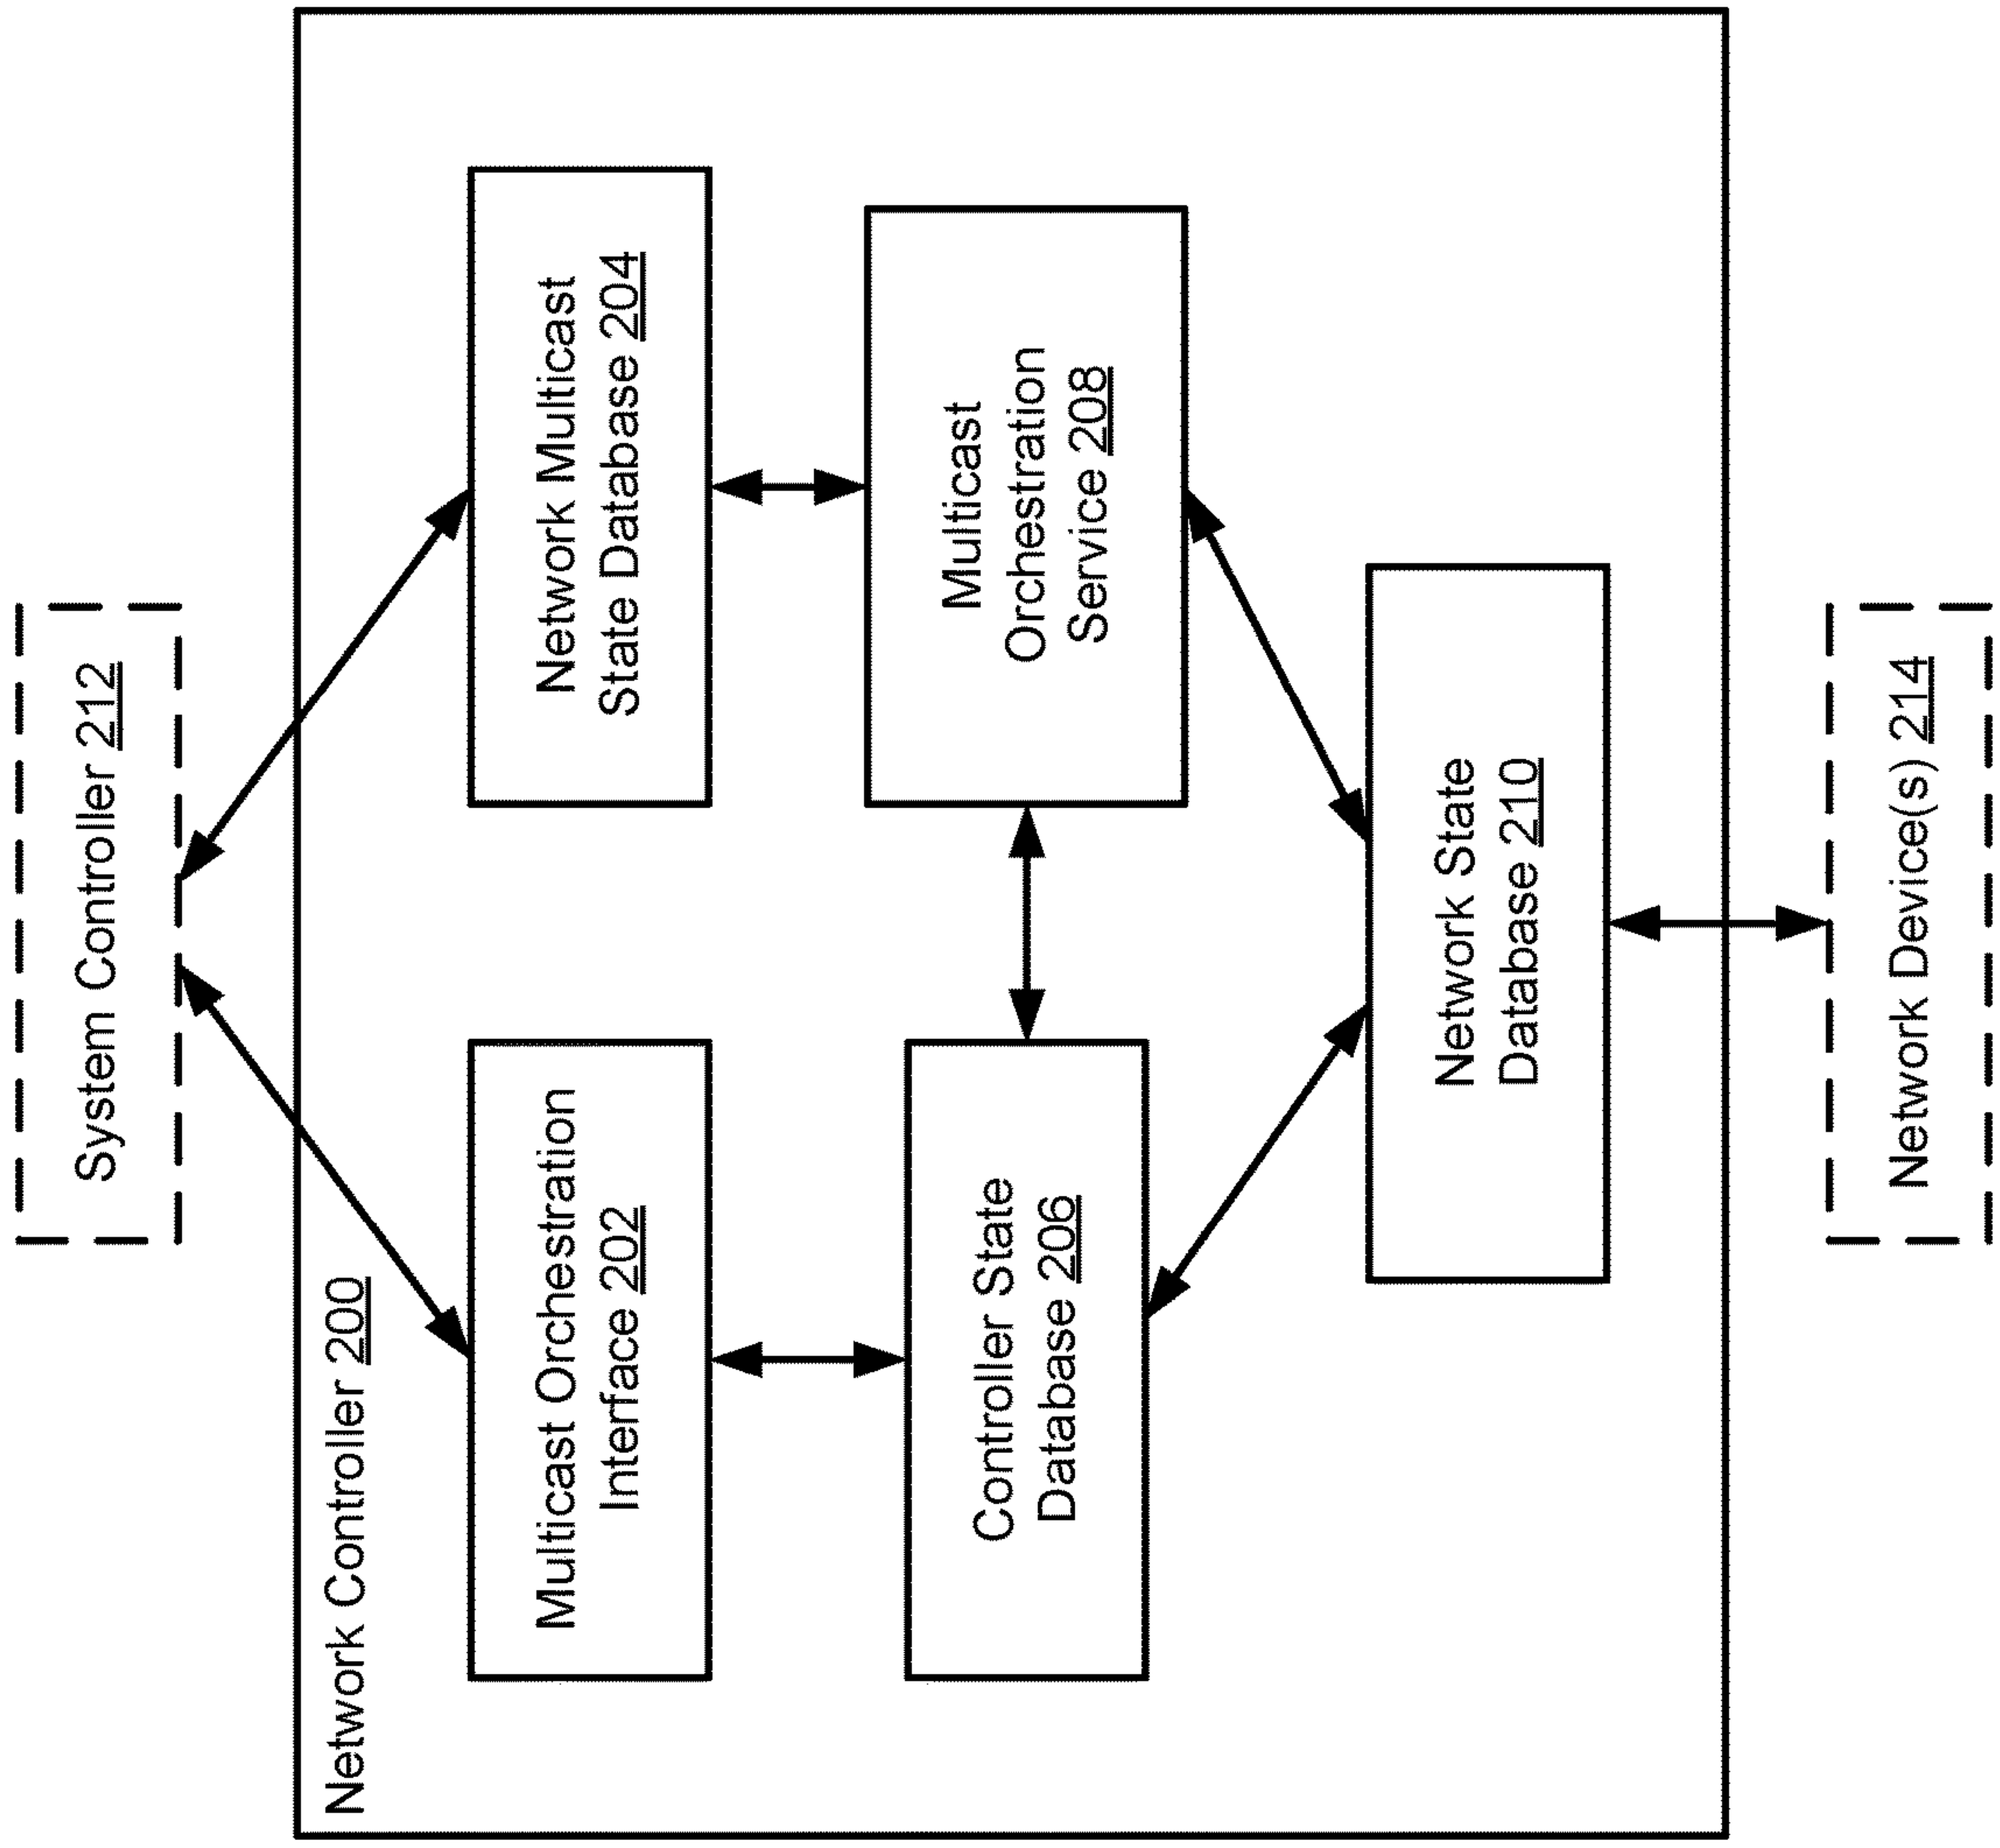 System Controller 212
Network Controller 200
Multicast Orchestration
Interface 202
Network Multicast
State Database 204
Controller State
Database 206
Multicast
Orchestration
Service 208
Network State
Database 210
Network Device(s) 214